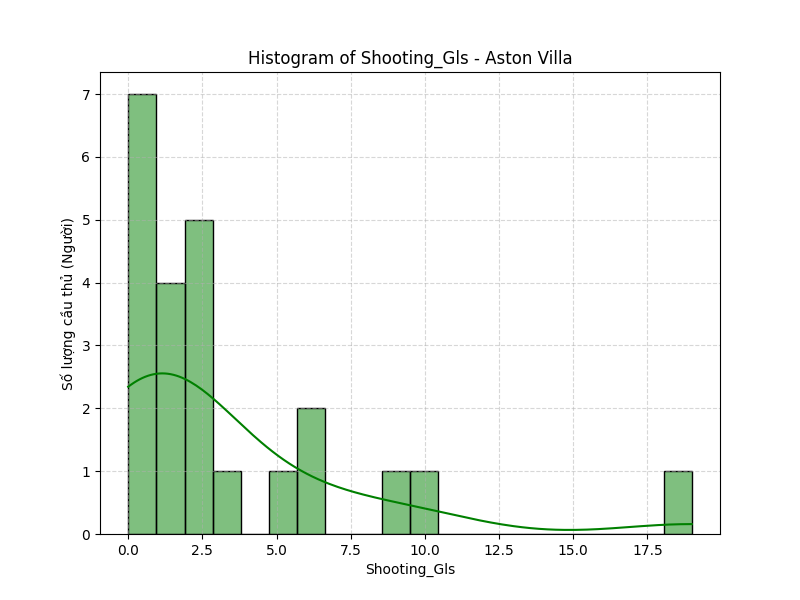 Histogram of Shooting_Gls - Aston Villa
Số lượng cầu thủ (Người)
7
6
5
4
3
2
1
0
0.0 2.5 5.0 7.5 10.0 12.5 15.0 17.5
Shooting_Gls